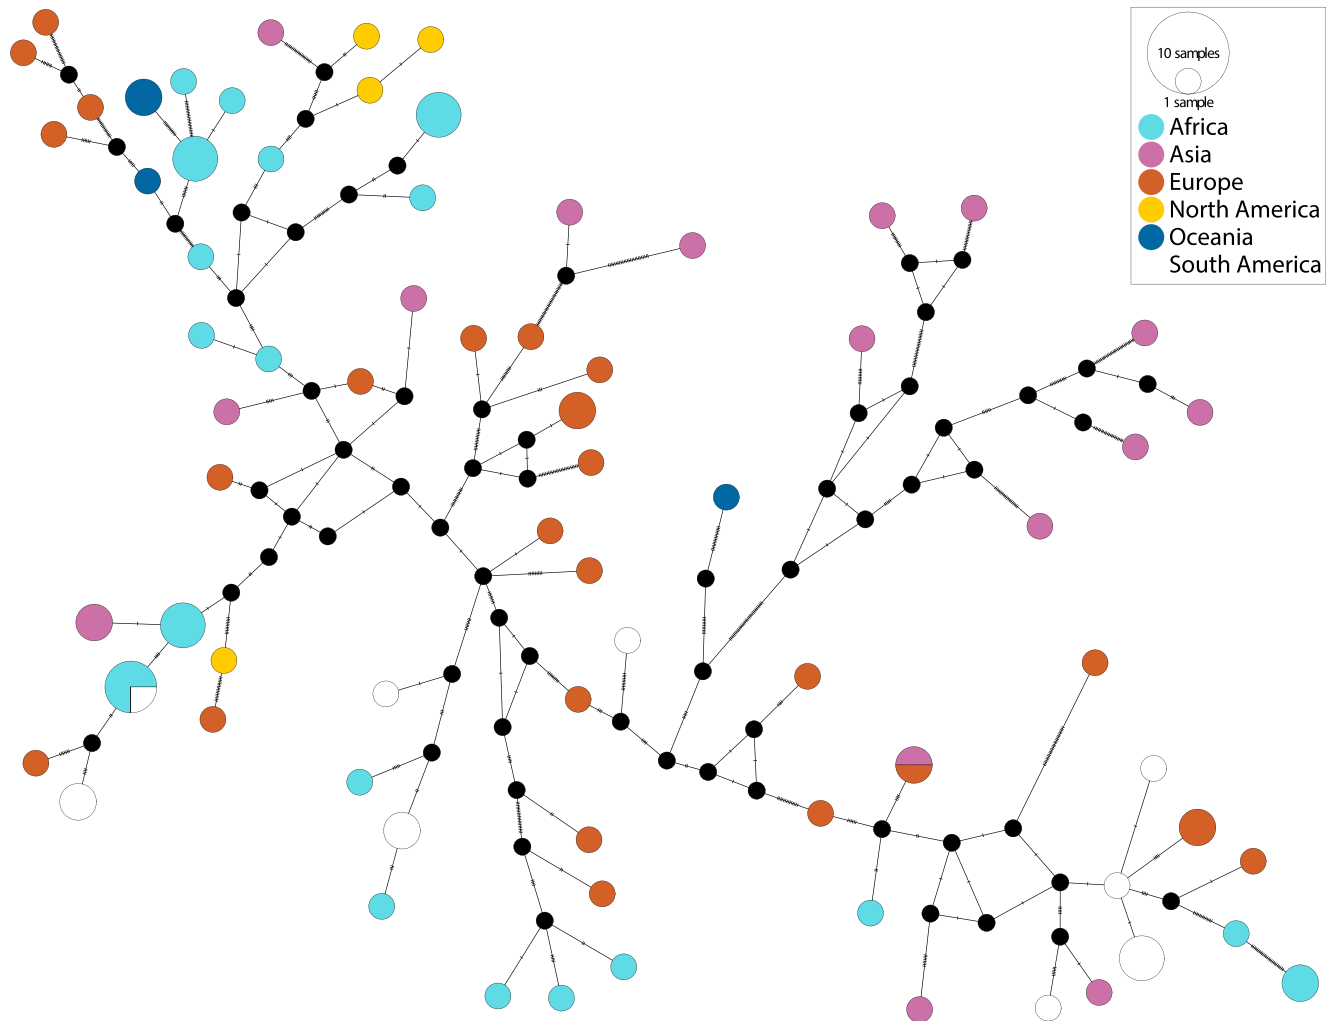 10 samples
1 sample
Africa
Asia
Europe
North America
Oceania
South America